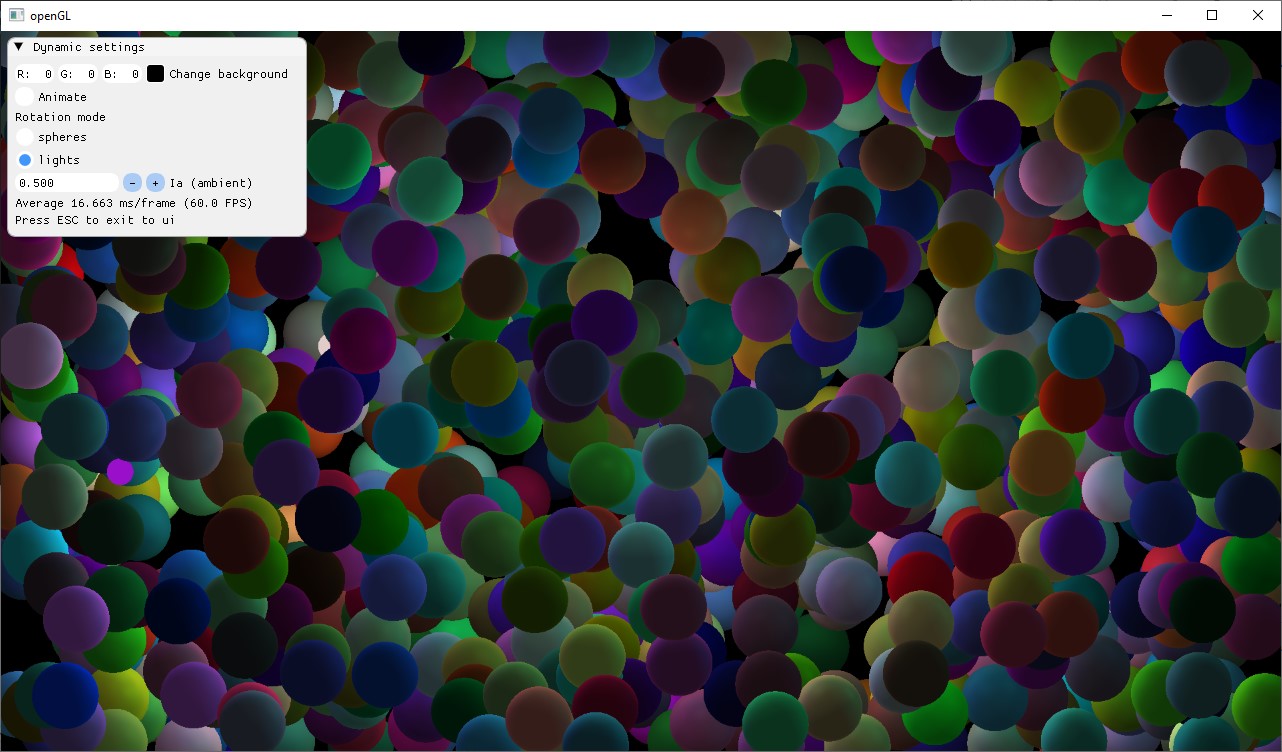 openGL
Dynamic settings
R: 0 G: 0 B: 0 Change background
Animate
Rotation mode
spheres
lights
0.500 - + Ia (ambient)
Average 16.663 ms/frame (60.0 FPS)
Press ESC to exit to ui